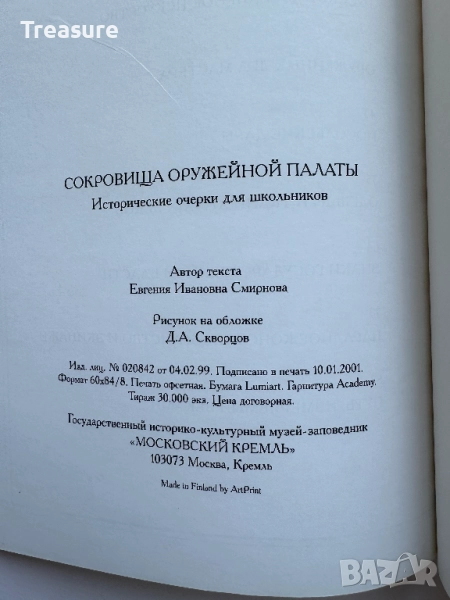 Treasure
СОКРОВИЩА ОРУЖЕЙНОЙ ПАЛАТЫ
Исторические очерки для школьников
Автор текста
Евгения Ивановна Смирнова
Рисунок на обложке
Д.А. Скворцов
Изд. лиц. № 020842 от 04.02.99. Подписано в печать 10.01.2001.
Формат 60x84/8. Печать офсетная. Бумага Lumiart. Гарнитура Academy.
Тираж 30.000 экз. Цена договорная.
Государственный историко-культурный музей-заповедник
«МОСКОВСКИЙ КРЕМЛЬ»
103073 Москва, Кремль
Made in Finland by ArtPrint
BAZAR.bg